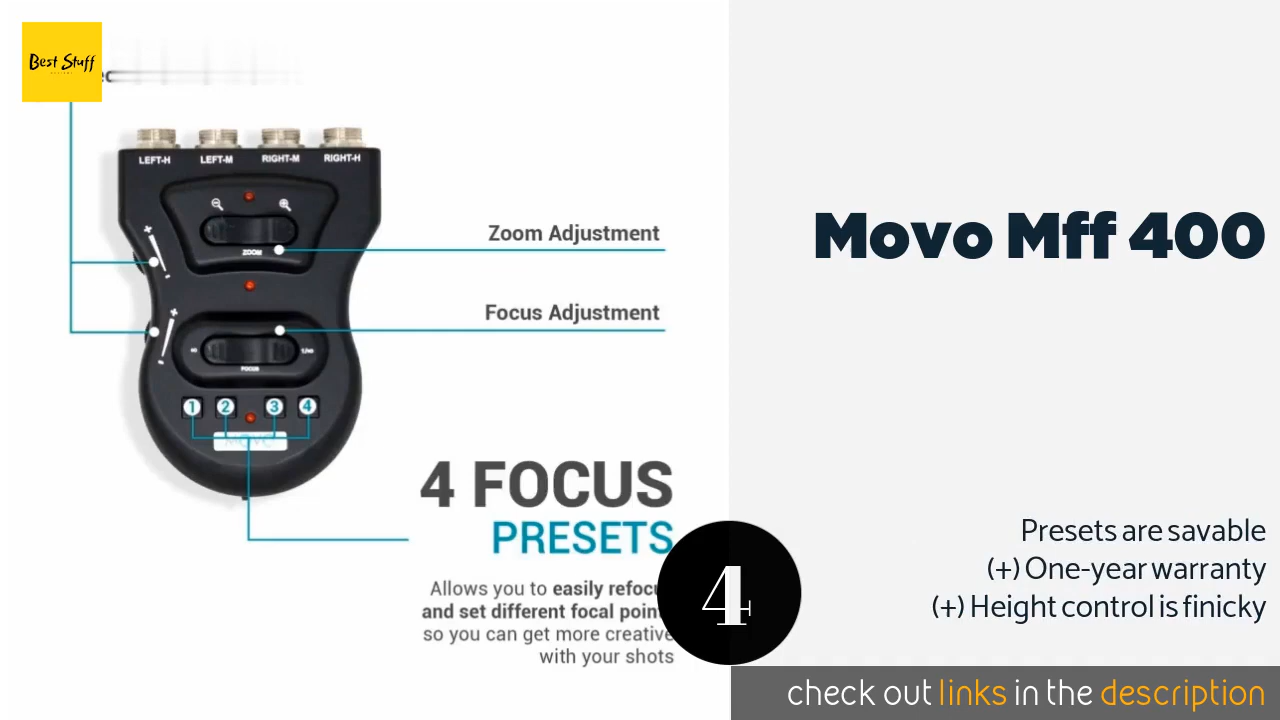 Best Stuff
LEFT-H LEFT-M RIGHT-M RIGHT-H
ZOOM
Zoom Adjustment
Focus Adjustment
FOCUS
1 2 3 4
MOVO
4 FOCUS
PRESETS
Allows you to easily refocu
and set different focal poin
so you can get more creative
with your shots
4
Movo Mff 400
Presets are savable
(+) One-year warranty
(+) Height control is finicky
check out links in the description